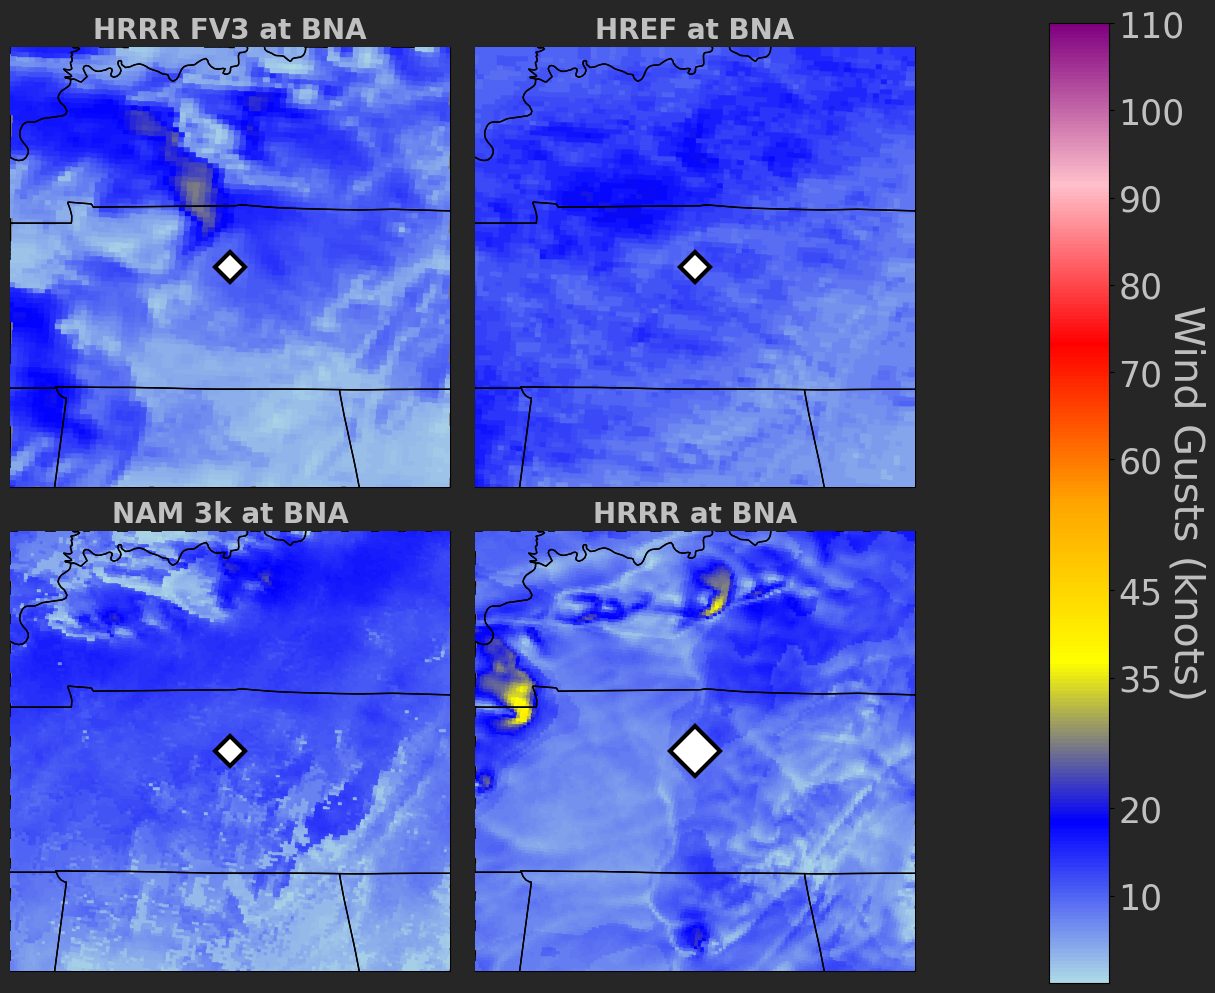 HRRR FV3 at BNA
HREF at BNA
NAM 3k at BNA
HRRR at BNA
110
100
90
80
70
60
45
35
20
10
Wind Gusts (knots)